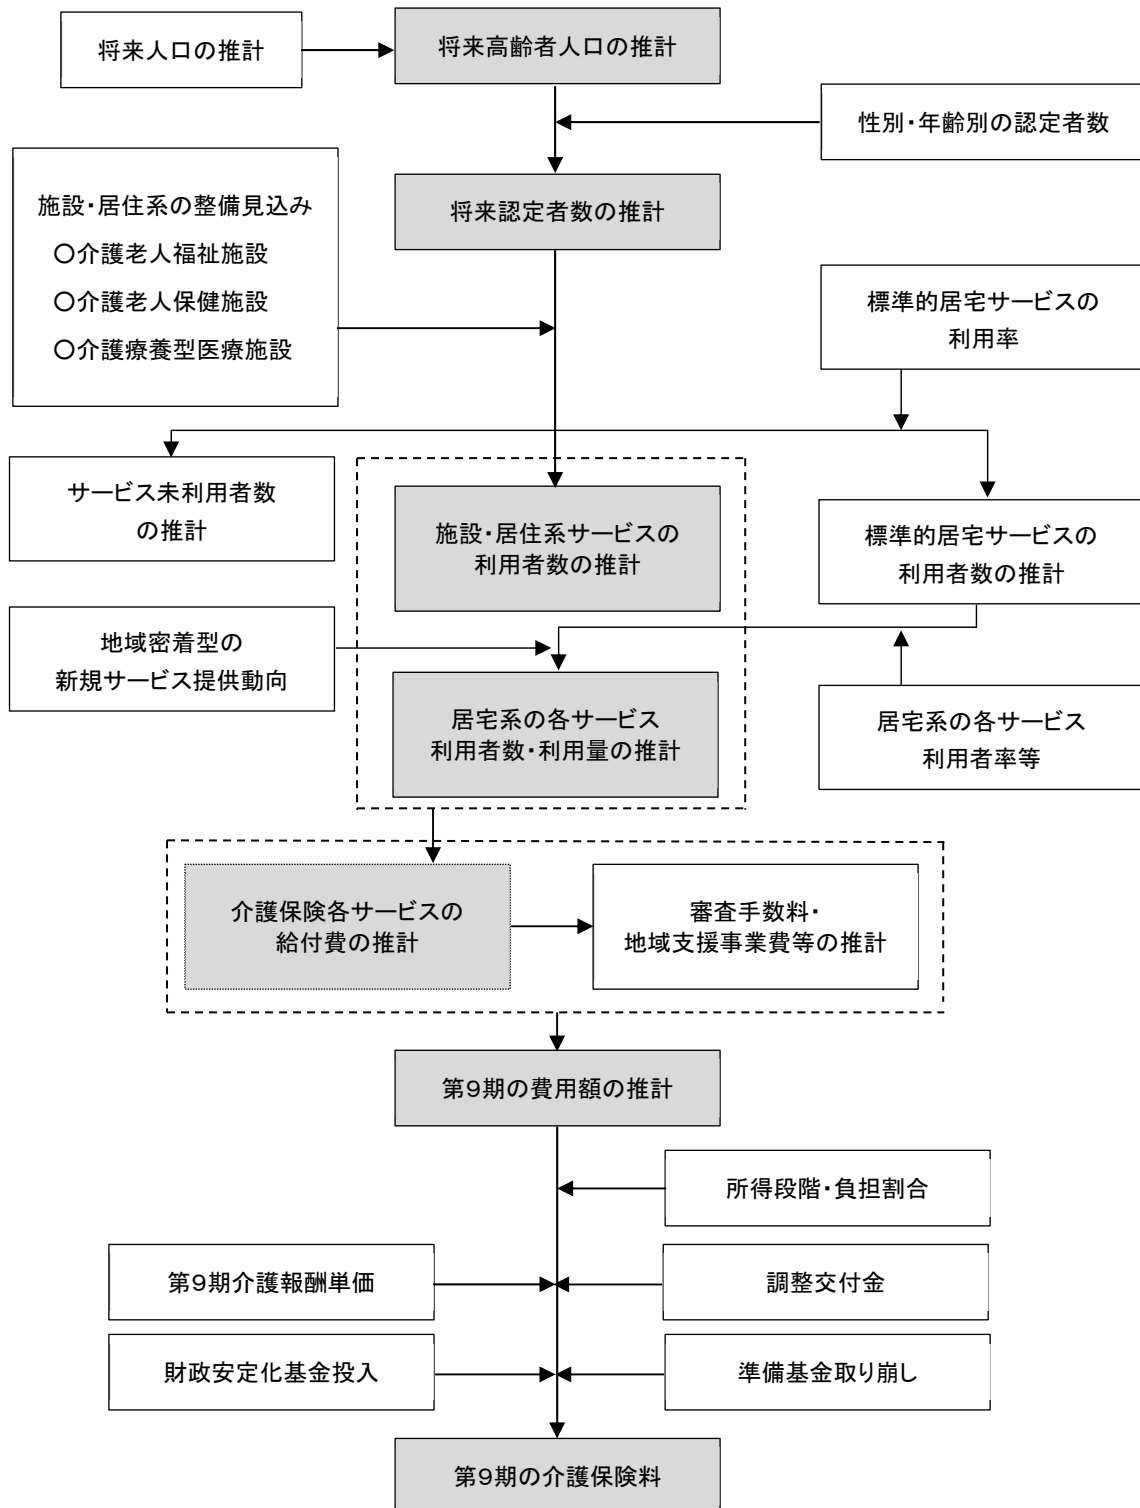 将来人口の推計
将来高齢者人口の推計
性別・年齢別の認定者数
施設・居住系の整備見込み
〇介護老人福祉施設
〇介護老人保健施設
〇介護療養型医療施設
将来認定者数の推計
標準的居宅サービスの
利用率
サービス未利用者数
の推計
施設・居住系サービスの
利用者数の推計
標準的居宅サービスの
利用者数の推計
地域密着型の
新規サービス提供動向
居宅系の各サービス
利用者数・利用量の推計
居宅系の各サービス
利用者率等
介護保険各サービスの
給付費の推計
審査手数料・
地域支援事業費等の推計
第9期の費用額の推計
所得段階・負担割合
第9期介護報酬単価
調整交付金
財政安定化基金投入
準備基金取り崩し
第9期の介護保険料